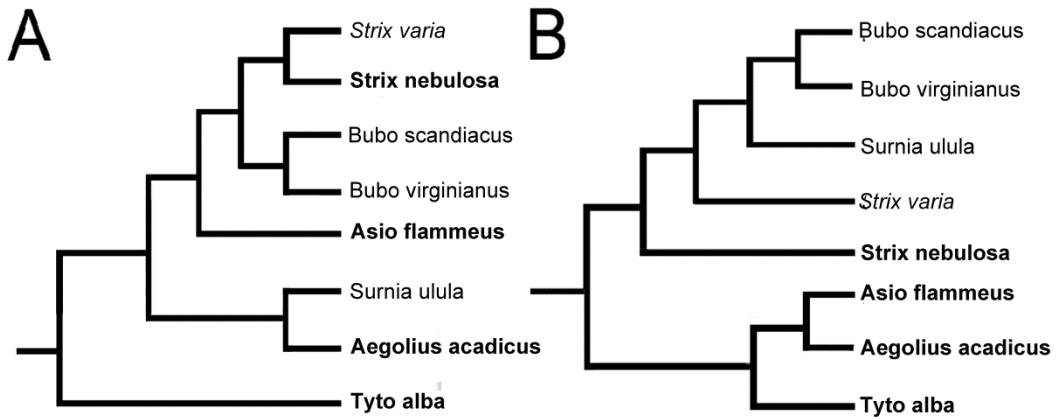 A
Strix varia
Strix nebulosa
Bubo scandiacus
Bubo virginianus
Asio flammeus
Surnia ulula
Aegolius acadicus
Tyto alba
B
Bubo scandiacus
Bubo virginianus
Surnia ulula
Strix varia
Strix nebulosa
Asio flammeus
Aegolius acadicus
Tyto alba